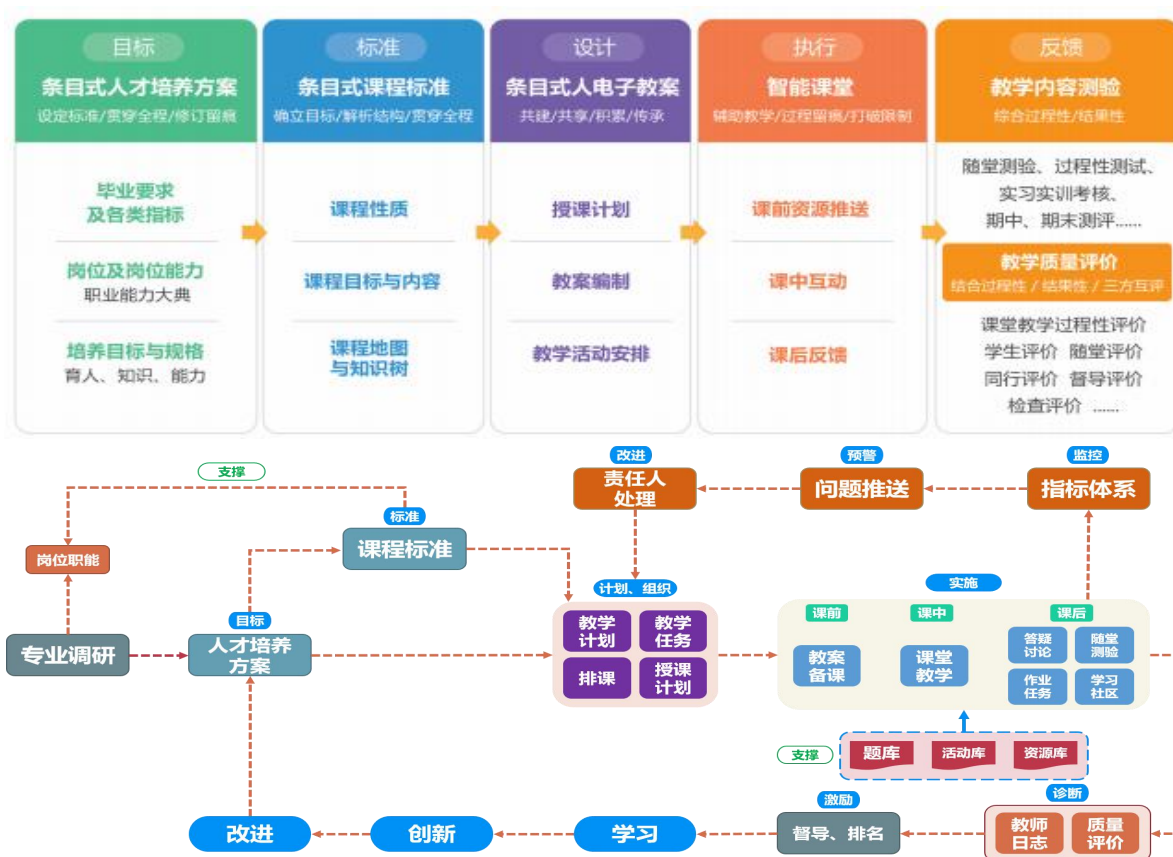 目标
条目式人才培养方案
设定标准/贯穿全程/修订留痕
毕业要求
及各类指标
岗位及岗位能力
职业能力大典
培养目标与规格
育人、知识、能力
标准
条目式课程标准
确立目标/解析结构/贯穿全程
课程性质
课程目标与内容
课程地图
与知识树
设计
条目式人电子教案
共建/共享/积累/传承
授课计划
教案编制
教学活动安排
执行
智能课堂
辅助教学/过程留痕/打破限制
课前资源推送
课中互动
课后反馈
反馈
教学内容测验
综合过程性/结果性
随堂测验、过程性测试、
实习实训考核、
期中、期末测评......
教学质量评价
结合过程性 / 结果性 / 三方互评
课堂教学过程性评价
学生评价 随堂评价
同行评价 督导评价
检查评价 ......
支撑
改进
责任人
处理
预警
问题推送
监控
指标体系
标准
课程标准
岗位职能
计划、组织
教学
计划
教学
任务
排课
授课
计划
实施
课前
教案
备课
课中
课堂
教学
课后
答疑
讨论
随堂
测验
作业
任务
学习
社区
目标
人才培养
方案
专业调研
支撑
题库
活动库
资源库
诊断
教师
日志
质量
评价
激励
督导、排名
学习
创新
改进